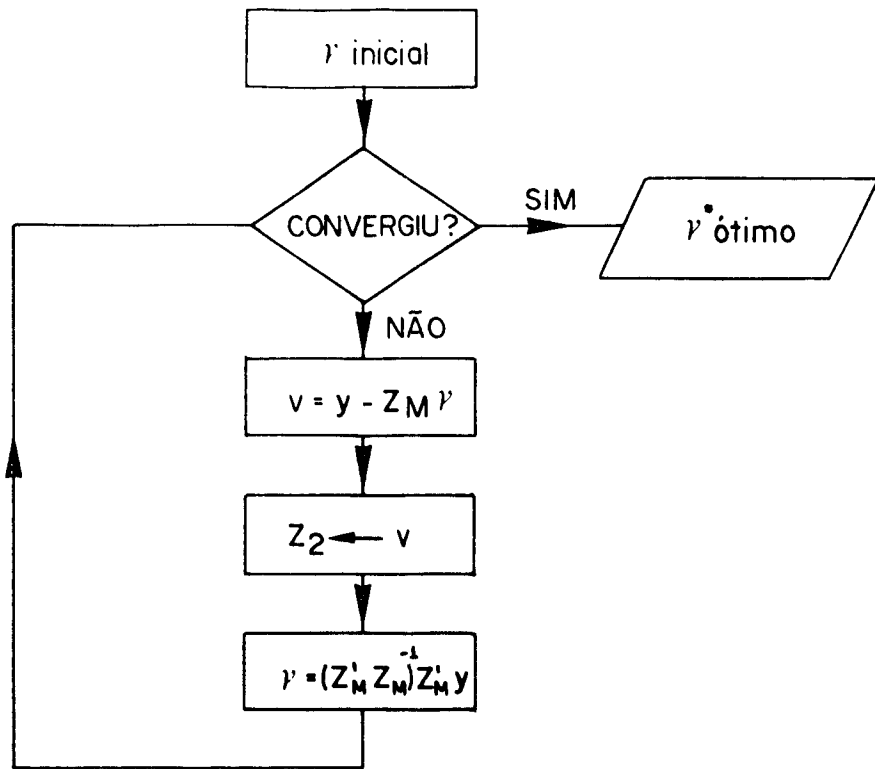 γ inicial
CONVERGIU?
SIM
γ* ótimo
NÃO
v = y - Z_M γ
Z_2 ← v
γ = (Z'_M Z_M)^-1 Z'_M y